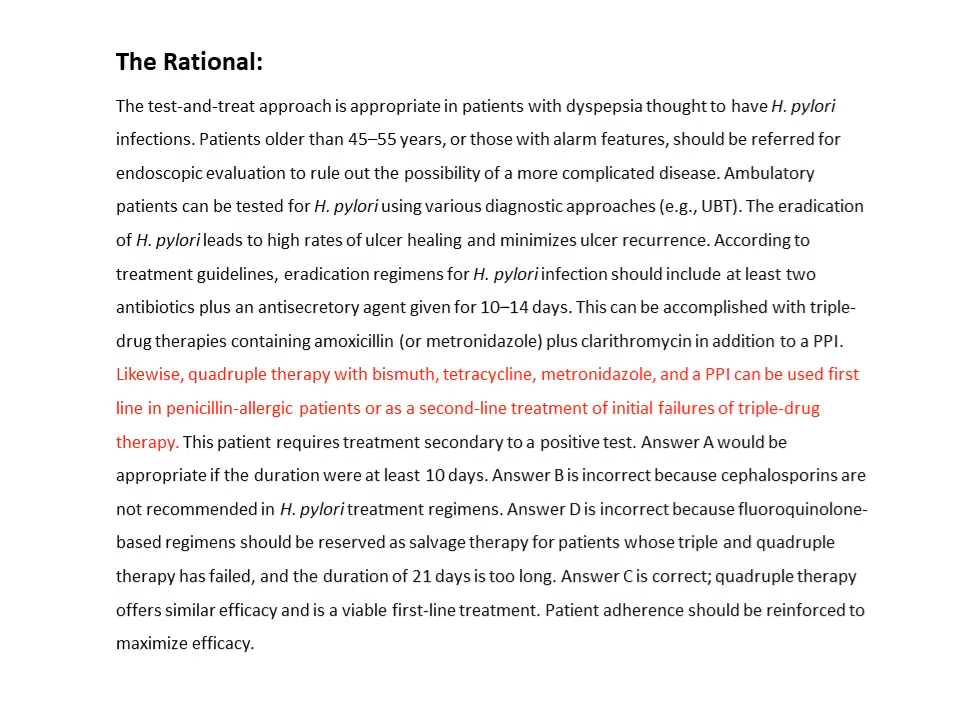 The Rational:
The test-and-treat approach is appropriate in patients with dyspepsia thought to have H. pylori
infections. Patients older than 45–55 years, or those with alarm features, should be referred for
endoscopic evaluation to rule out the possibility of a more complicated disease. Ambulatory
patients can be tested for H. pylori using various diagnostic approaches (e.g., UBT). The eradication
of H. pylori leads to high rates of ulcer healing and minimizes ulcer recurrence. According to
treatment guidelines, eradication regimens for H. pylori infection should include at least two
antibiotics plus an antisecretory agent given for 10–14 days. This can be accomplished with triple-
drug therapies containing amoxicillin (or metronidazole) plus clarithromycin in addition to a PPI.
Likewise, quadruple therapy with bismuth, tetracycline, metronidazole, and a PPI can be used first
line in penicillin-allergic patients or as a second-line treatment of initial failures of triple-drug
therapy. This patient requires treatment secondary to a positive test. Answer A would be
appropriate if the duration were at least 10 days. Answer B is incorrect because cephalosporins are
not recommended in H. pylori treatment regimens. Answer D is incorrect because fluoroquinolone-
based regimens should be reserved as salvage therapy for patients whose triple and quadruple
therapy has failed, and the duration of 21 days is too long. Answer C is correct; quadruple therapy
offers similar efficacy and is a viable first-line treatment. Patient adherence should be reinforced to
maximize efficacy.